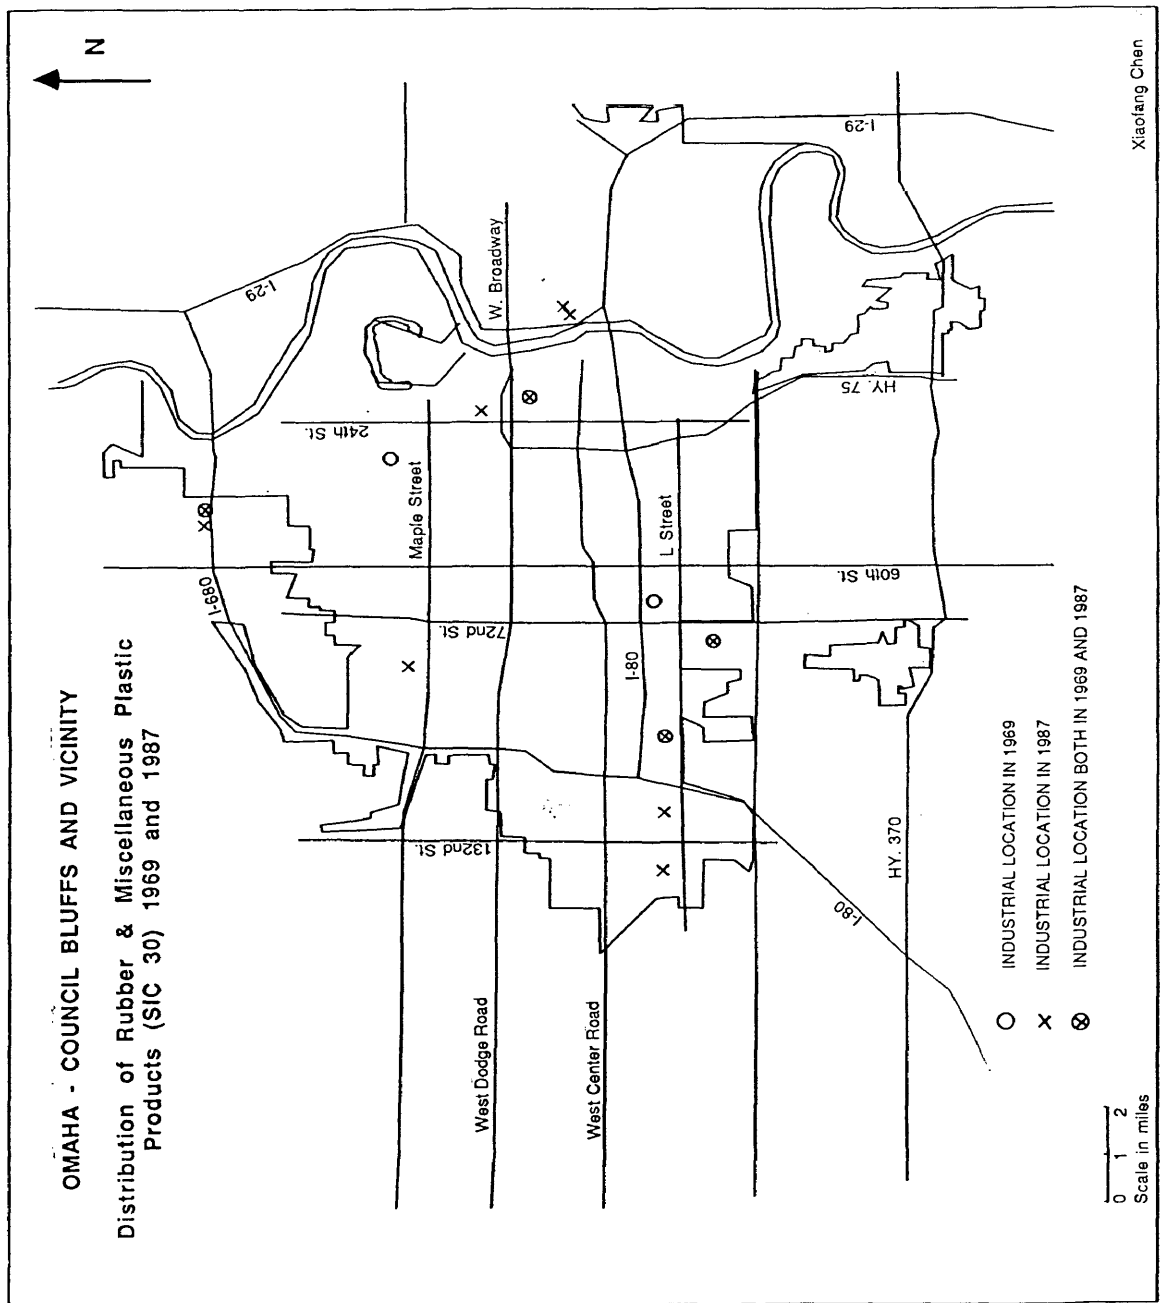 OMAHA - COUNCIL BLUFFS AND VICINITY
Distribution of Rubber & Miscellaneous Plastic
Products (SIC 30) 1969 and 1987
N
I-680
I-29
24th St.
Maple Street
72nd St.
W. Broadway
132nd St.
West Dodge Road
West Center Road
I-80
L Street
60th St.
HY. 75
I-29
I-80
HY. 370
INDUSTRIAL LOCATION IN 1969
INDUSTRIAL LOCATION IN 1987
INDUSTRIAL LOCATION BOTH IN 1969 AND 1987
0 1 2
Scale in miles
Xiaofang Chen